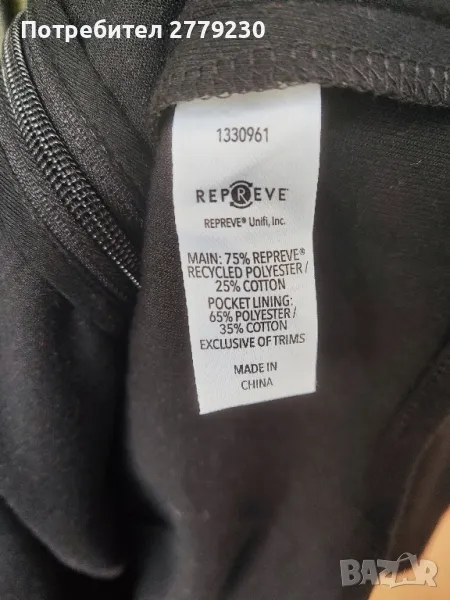 Потребител 2779230
1330961
REPREVE
REPREVE® Unifi, Inc.
MAIN: 75% REPREVE®
RECYCLED POLYESTER /
25% COTTON
POCKET LINING:
65% POLYESTER /
35% COTTON
EXCLUSIVE OF TRIMS
MADE IN
CHINA
BAZAR